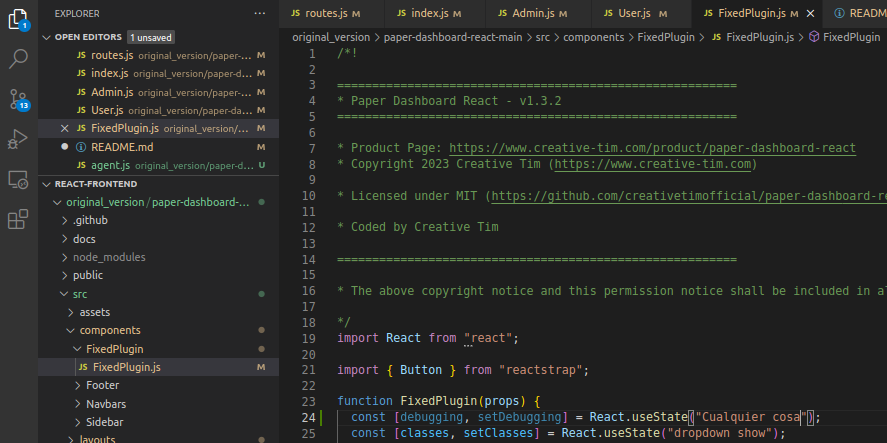 EXPLORER ...
OPEN EDITORS 1 unsaved
JS routes.js original_version/paper-... M
JS index.js original_version/paper-d... M
JS Admin.js original_version/paper-... M
JS User.js original_version/paper-da... M
JS FixedPlugin.js original_version/... M
README.md
JS agent.js original_version/paper-d... U
REACT-FRONTEND
original_version / paper-dashboard-...
.github
docs
node_modules
public
src
assets
components
FixedPlugin
JS FixedPlugin.js M
Footer
Navbars
Sidebar
layouts
1
13
JS routes.js M JS index.js M JS Admin.js M JS User.js M JS FixedPlugin.js M README
original_version > paper-dashboard-react-main > src > components > FixedPlugin > JS FixedPlugin.js > FixedPlugin
1 /*!
2
3 =========================================================
4 * Paper Dashboard React - v1.3.2
5 =========================================================
6
7 * Product Page: https://www.creative-tim.com/product/paper-dashboard-react
8 * Copyright 2023 Creative Tim (https://www.creative-tim.com)
9
10 * Licensed under MIT (https://github.com/creativetimofficial/paper-dashboard-re
11
12 * Coded by Creative Tim
13
14 =========================================================
15
16 * The above copyright notice and this permission notice shall be included in al
17
18 */
19 import React from "react";
20
21 import { Button } from "reactstrap";
22
23 function FixedPlugin(props) {
24 const [debugging, setDebugging] = React.useState("Cualquier cosa");
25 const [classes, setClasses] = React.useState("dropdown show");